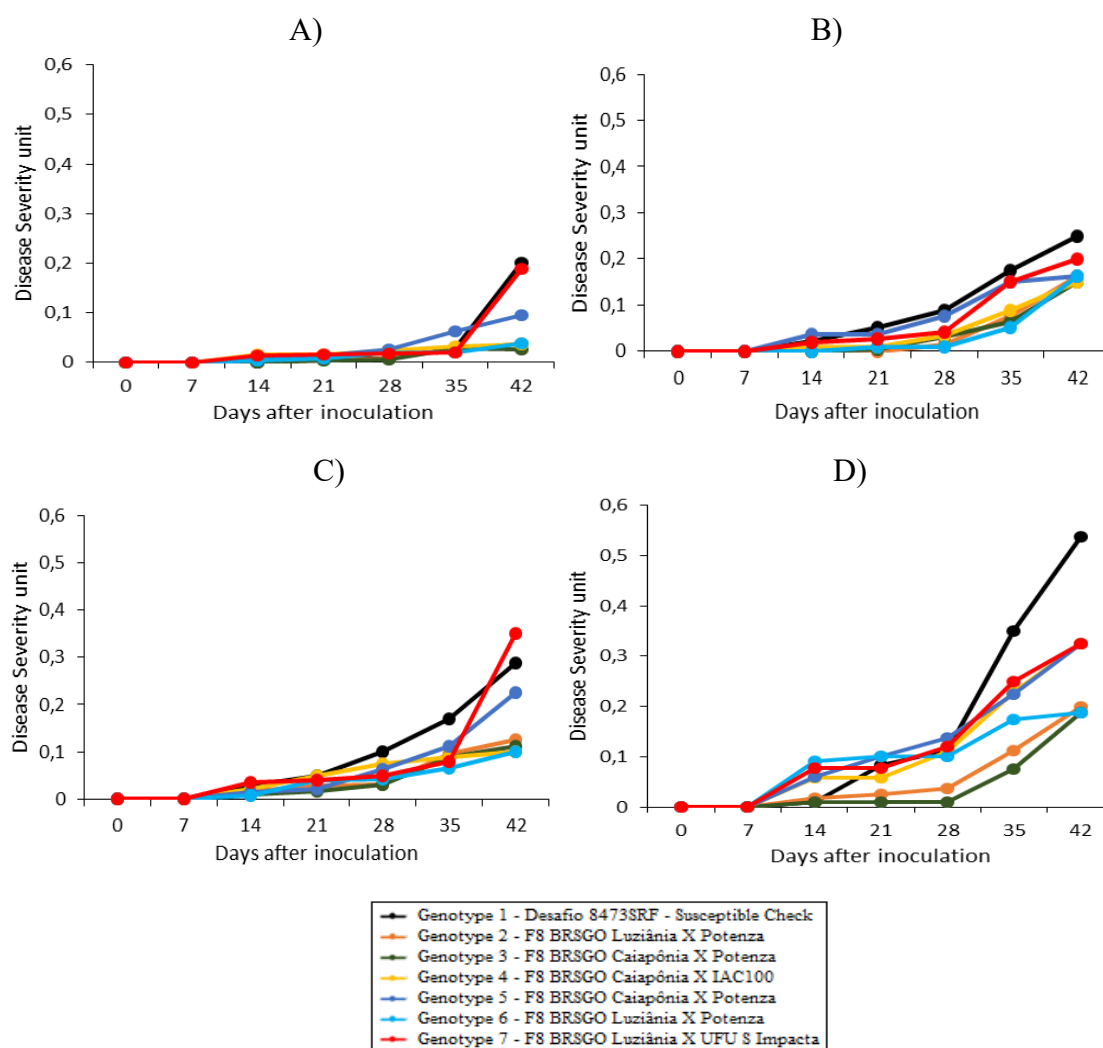 A)
Disease Severity unit
0,6
0,5
0,4
0,3
0,2
0,1
0
0 7 14 21 28 35 42
Days after inoculation
B)
Disease Severity unit
0,6
0,5
0,4
0,3
0,2
0,1
0
0 7 14 21 28 35 42
Days after inoculation
C)
Disease Severity unit
0,6
0,5
0,4
0,3
0,2
0,1
0
0 7 14 21 28 35 42
Days after inoculation
D)
Disease Severity unit
0,6
0,5
0,4
0,3
0,2
0,1
0
0 7 14 21 28 35 42
Days after inoculation
Genotype 1 - Desafio 8473SRF - Susceptible Check
Genotype 2 - F8 BRSGO Luziânia X Potenza
Genotype 3 - F8 BRSGO Caiapônia X Potenza
Genotype 4 - F8 BRSGO Caiapônia X IAC100
Genotype 5 - F8 BRSGO Caiapônia X Potenza
Genotype 6 - F8 BRSGO Luziânia X Potenza
Genotype 7 - F8 BRSGO Luziânia X UFU S Impacta